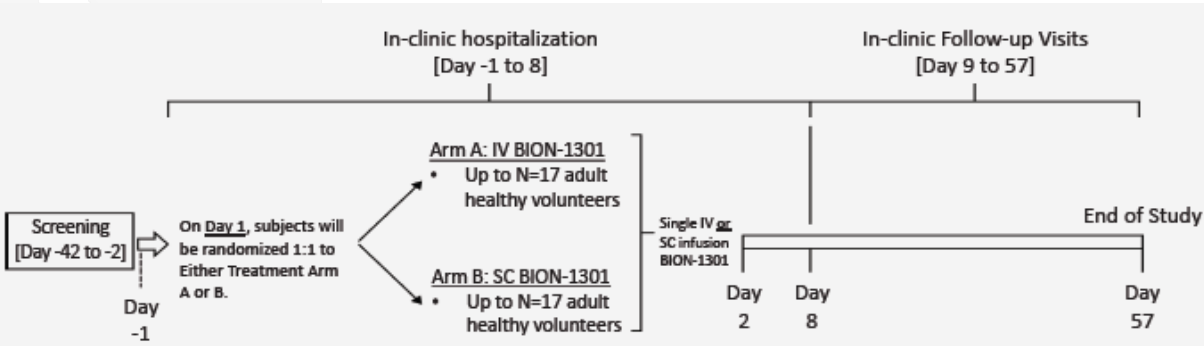 In-clinic hospitalization
[Day -1 to 8]
In-clinic Follow-up Visits
[Day 9 to 57]
Screening
[Day -42 to -2]
Day
-1
On Day 1, subjects will
be randomized 1:1 to
Either Treatment Arm
A or B.
Arm A: IV BION-1301
• Up to N=17 adult
healthy volunteers
Arm B: SC BION-1301
• Up to N=17 adult
healthy volunteers
Single IV or
SC infusion
BION-1301
End of Study
Day
2
Day
8
Day
57